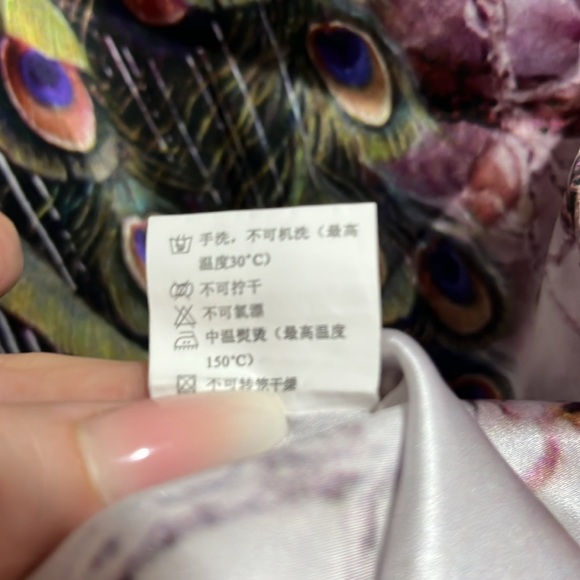 手洗，不可机洗（最高
温度30°C）
不可拧干
不可氯漂
中温熨烫（最高温度
150°C）
不可转笼干燥